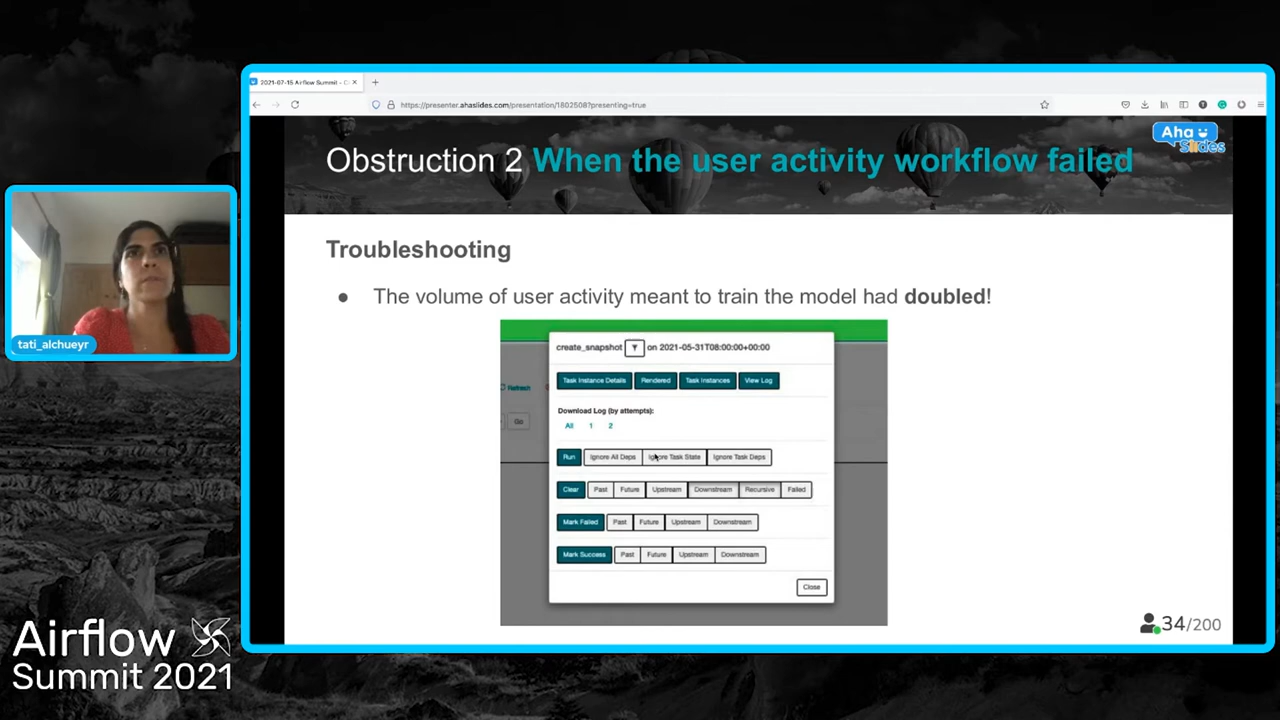 2021-07-15 Airflow Summit - C
https://presenter.ahaslides.com/presentation/1802508?presenting=true
Aha Slides
Obstruction 2 When the user activity workflow failed
Troubleshooting
● The volume of user activity meant to train the model had doubled!
create_snapshot on 2021-05-31T08:00:00+00:00
Task Instance Details Rendered Task Instances View Log
Refresh
Download Log (by attempts):
Go
All 1 2
Run Ignore All Deps Ignore Task State Ignore Task Deps
Clear Past Future Upstream Downstream Recursive Failed
Mark Failed Past Future Upstream Downstream
Mark Success Past Future Upstream Downstream
Close
34/200
tati_alchueyr
Airflow
Summit 2021